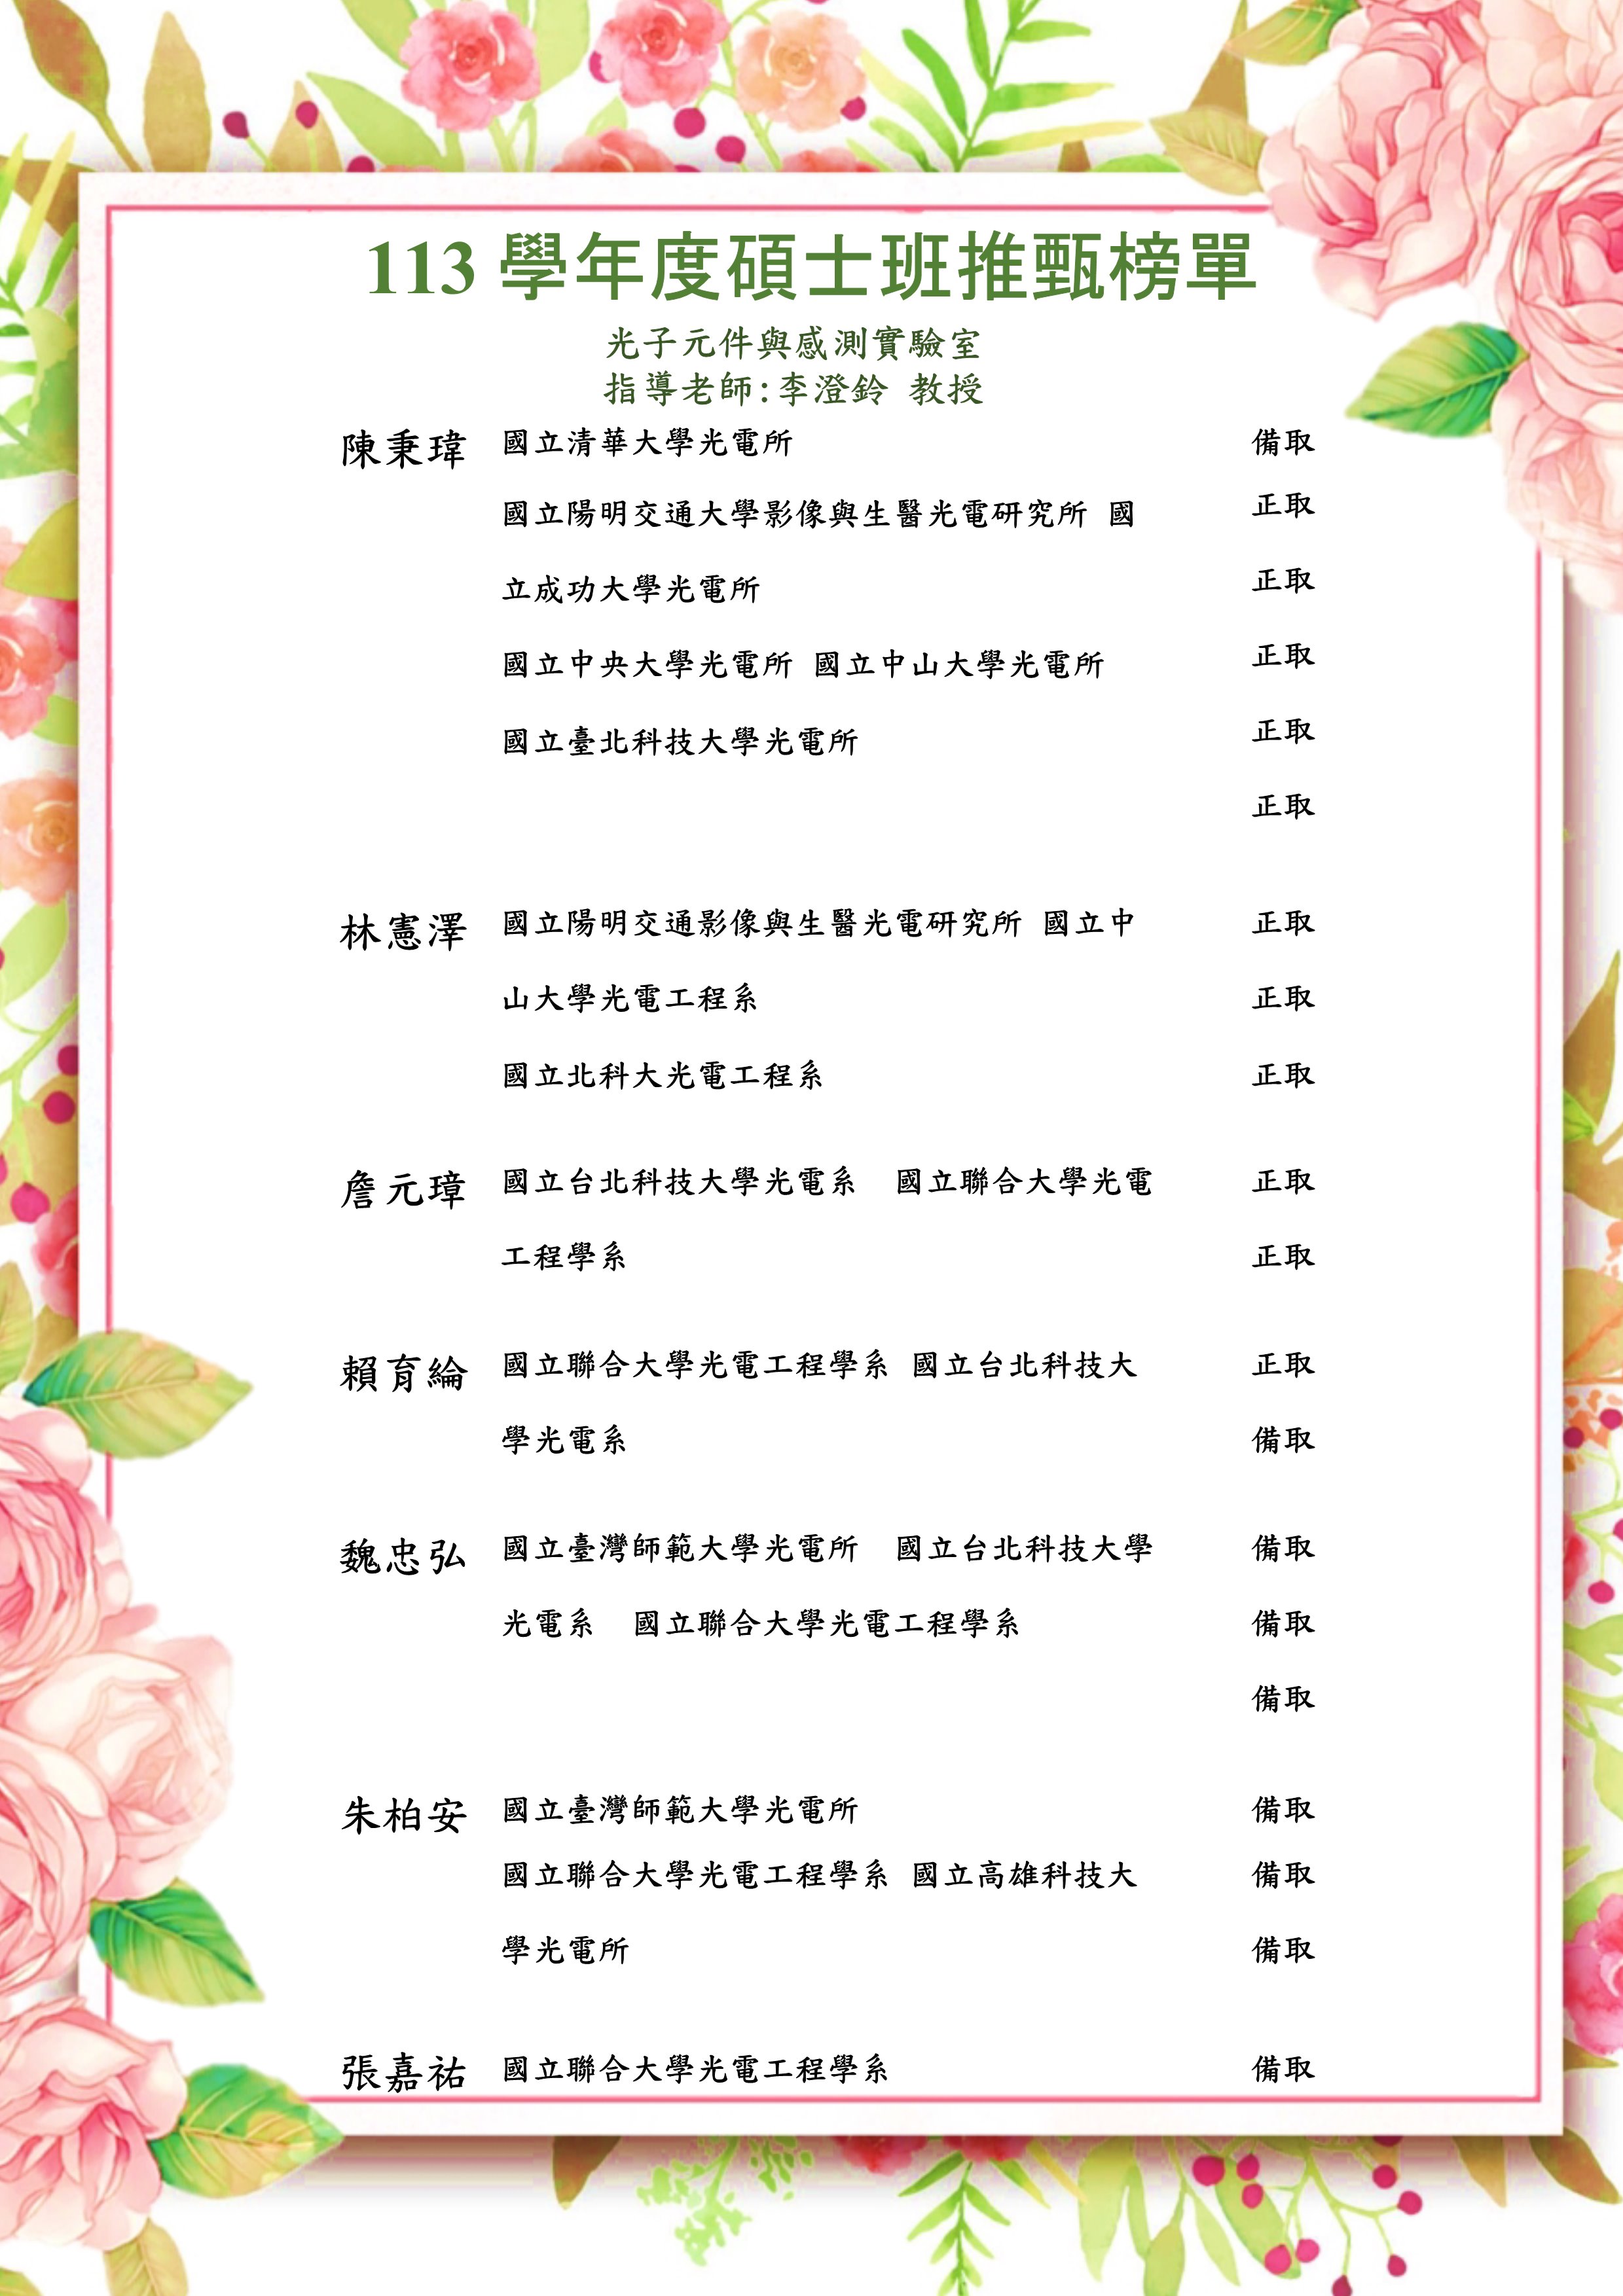 113 學年度碩士班推甄榜單
光子元件與感測實驗室
指導老師:李澄鈴 教授
陳秉瑋 國立清華大學光電所 備取
國立陽明交通大學影像與生醫光電研究所 國 正取
立成功大學光電所 正取
國立中央大學光電所 國立中山大學光電所 正取
國立臺北科技大學光電所 正取
正取
林憲澤 國立陽明交通影像與生醫光電研究所 國立中 正取
山大學光電工程系 正取
國立北科大光電工程系 正取
詹元璋 國立台北科技大學光電系 國立聯合大學光電 正取
工程學系 正取
賴育綸 國立聯合大學光電工程學系 國立台北科技大 正取
學光電系 備取
魏忠弘 國立臺灣師範大學光電所 國立台北科技大學 備取
光電系 國立聯合大學光電工程學系 備取
備取
朱柏安 國立臺灣師範大學光電所 備取
國立聯合大學光電工程學系 國立高雄科技大 備取
學光電所 備取
張嘉祐 國立聯合大學光電工程學系 備取